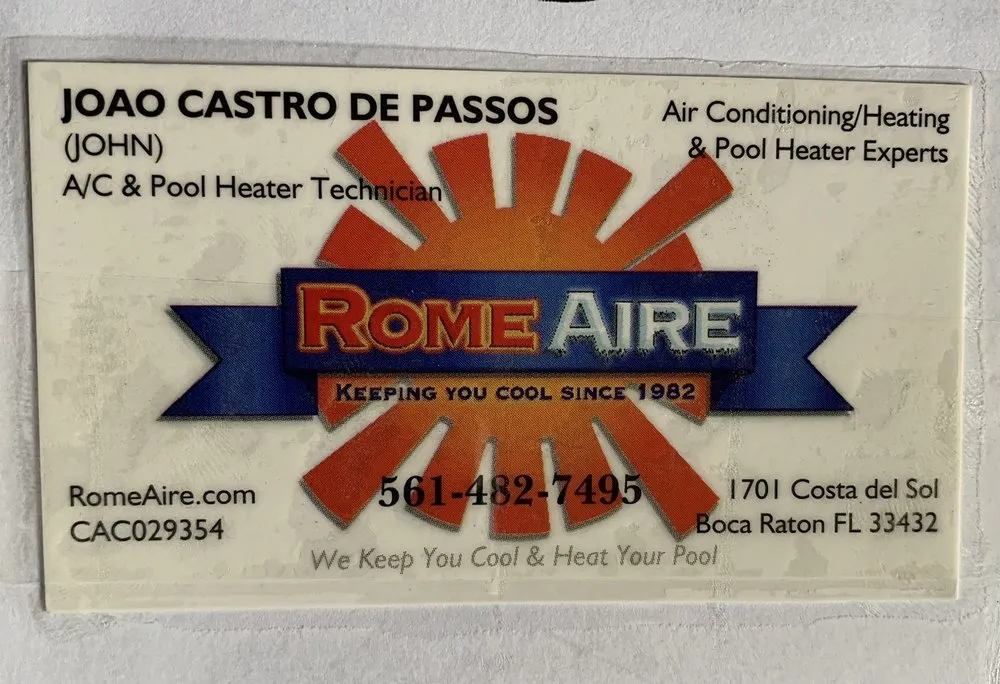 JOAO CASTRO DE PASSOS
(JOHN)
A/C & Pool Heater Technician
Air Conditioning/Heating
& Pool Heater Experts
ROME AIRE
KEEPING YOU COOL SINCE 1982
561-482-7495
RomeAire.com
CAC029354
1701 Costa del Sol
Boca Raton FL 33432
We Keep You Cool & Heat Your Pool